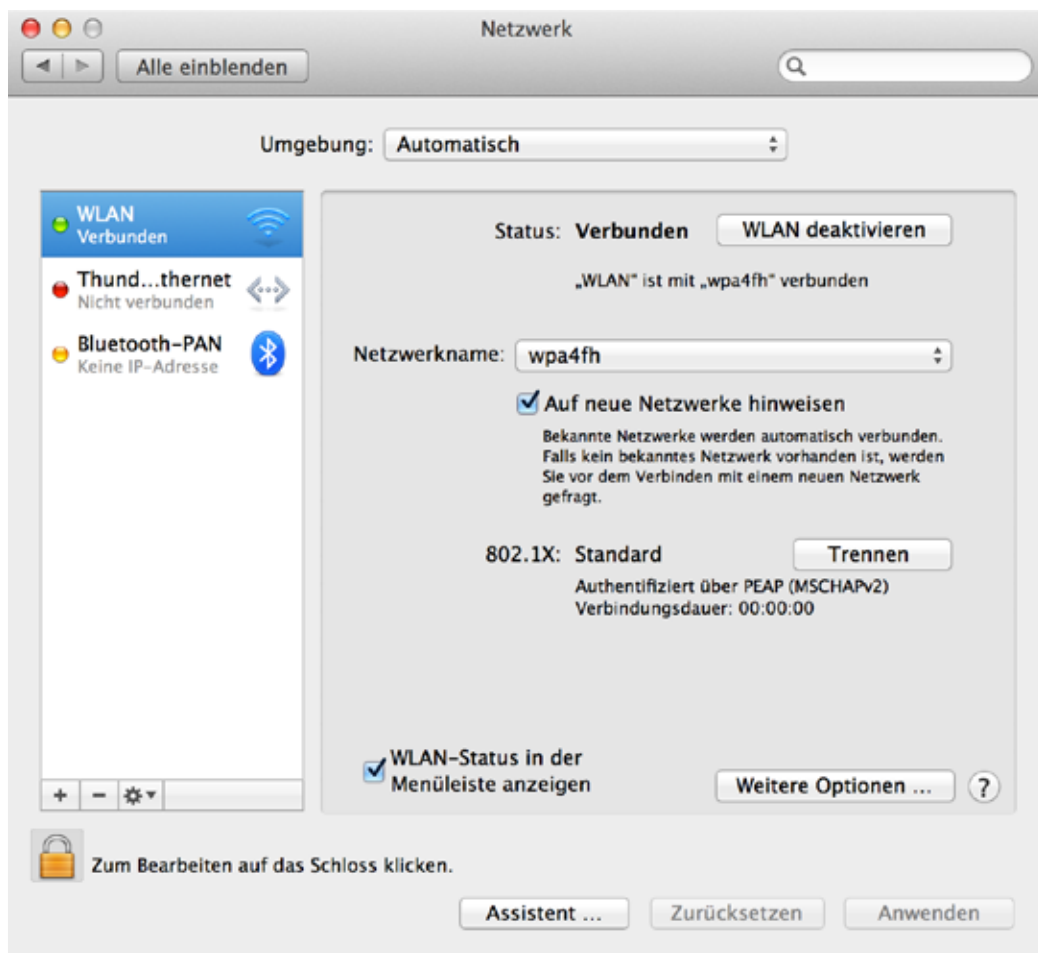 Netzwerk
Alle einblenden
Umgebung: Automatisch
WLAN
Verbunden
Thund...thernet
Nicht verbunden
Bluetooth-PAN
Keine IP-Adresse
Status: Verbunden WLAN deaktivieren
„WLAN“ ist mit „wpa4fh“ verbunden
Netzwerkname: wpa4fh
Auf neue Netzwerke hinweisen
Bekannte Netzwerke werden automatisch verbunden.
Falls kein bekanntes Netzwerk vorhanden ist, werden
Sie vor dem Verbinden mit einem neuen Netzwerk
gefragt.
802.1X: Standard Trennen
Authentifiziert über PEAP (MSCHAPv2)
Verbindungsdauer: 00:00:00
WLAN-Status in der
Menüleiste anzeigen
Weitere Optionen ... ?
Zum Bearbeiten auf das Schloss klicken.
Assistent ... Zurücksetzen Anwenden